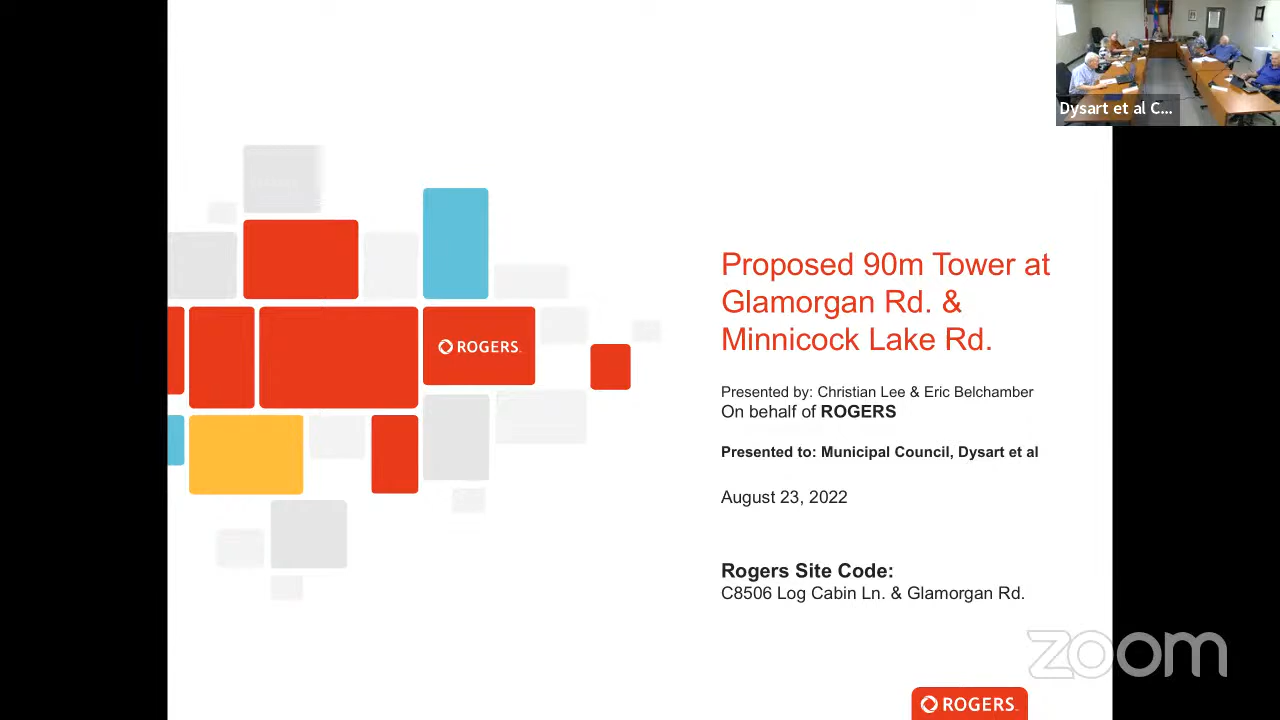 Dysart et al C...
ROGERS
Proposed 90m Tower at
Glamorgan Rd. &
Minnicock Lake Rd.
Presented by: Christian Lee & Eric Belchamber
On behalf of ROGERS
Presented to: Municipal Council, Dysart et al
August 23, 2022
Rogers Site Code:
C8506 Log Cabin Ln. & Glamorgan Rd.
zoom
ROGERS